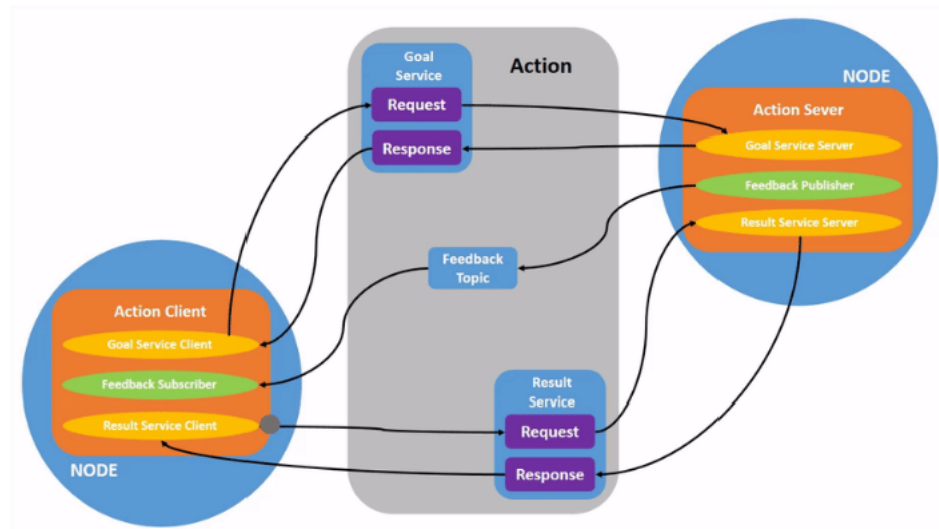 Goal
Service
Action
Request
Response
NODE
Action Sever
Goal Service Server
Feedback Publisher
Result Service Server
Feedback
Topic
Action Client
Goal Service Client
Feedback Subscriber
Result Service Client
NODE
Result
Service
Request
Response